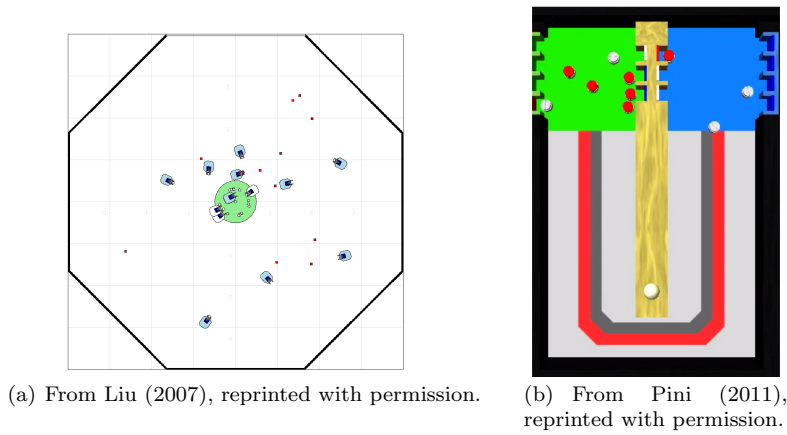 (a) From Liu (2007), reprinted with permission.
(b) From Pini (2011),
reprinted with permission.